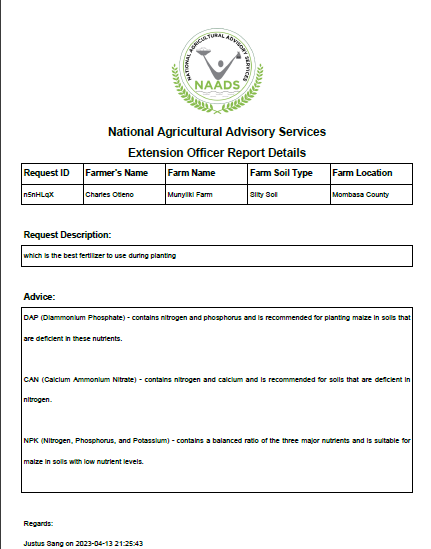 NATIONAL AGRICULTURAL ADVISORY SERVICES
NAADS
National Agricultural Advisory Services
Extension Officer Report Details
Request ID Farmer's Name Farm Name Farm Soil Type Farm Location
n5nHLqX Charles Otieno Munyiki Farm Silty Soil Mombasa County
Request Description:
which is the best fertilizer to use during planting
Advice:
DAP (Diammonium Phosphate) - contains nitrogen and phosphorus and is recommended for planting maize in soils that
are deficient in these nutrients.
CAN (Calcium Ammonium Nitrate) - contains nitrogen and calcium and is recommended for soils that are deficient in
nitrogen.
NPK (Nitrogen, Phosphorus, and Potassium) - contains a balanced ratio of the three major nutrients and is suitable for
maize in soils with low nutrient levels.
Regards:
Justus Sang on 2023-04-13 21:25:43